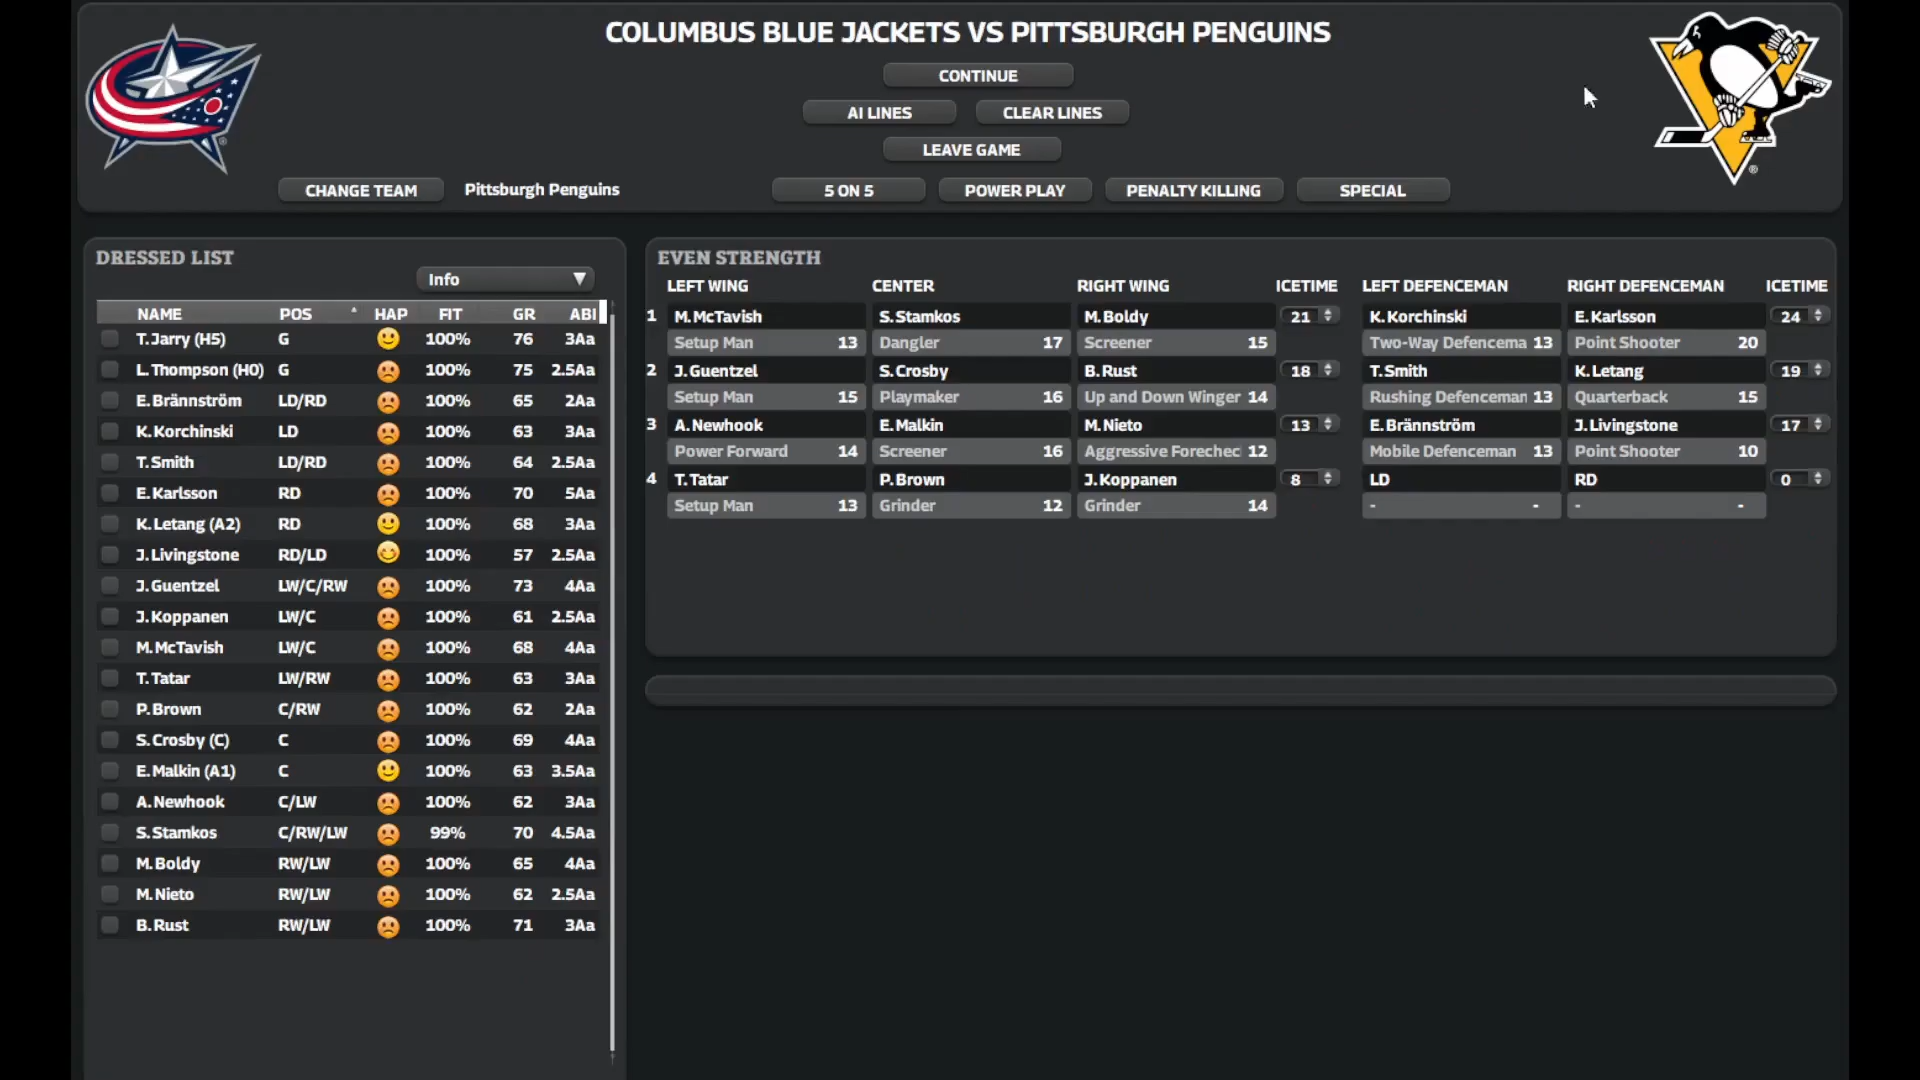 COLUMBUS BLUE JACKETS VS PITTSBURGH PENGUINS
CONTINUE
AI LINES CLEAR LINES
LEAVE GAME
CHANGE TEAM Pittsburgh Penguins 5 ON 5 POWER PLAY PENALTY KILLING SPECIAL
DRESSED LIST
Info
NAME POS HAP FIT GR ABI
T. Jarry (H5) G 100% 76 3Aa
L. Thompson (H0) G 100% 75 2.5Aa
E. Brännström LD/RD 100% 65 2Aa
K. Korchinski LD 100% 63 3Aa
T. Smith LD/RD 100% 64 2.5Aa
E. Karlsson RD 100% 70 5Aa
K. Letang (A2) RD 100% 68 3Aa
J. Livingstone RD/LD 100% 57 2.5Aa
J. Guentzel LW/C/RW 100% 73 4Aa
J. Koppanen LW/C 100% 61 2.5Aa
M. McTavish LW/C 100% 68 4Aa
T. Tatar LW/RW 100% 63 3Aa
P. Brown C/RW 100% 62 2Aa
S. Crosby (C) C 100% 69 4Aa
E. Malkin (A1) C 100% 63 3.5Aa
A. Newhook C/LW 100% 62 3Aa
S. Stamkos C/RW/LW 99% 70 4.5Aa
M. Boldy RW/LW 100% 65 4Aa
M. Nieto RW/LW 100% 62 2.5Aa
B. Rust RW/LW 100% 71 3Aa
EVEN STRENGTH
LEFT WING CENTER RIGHT WING ICETIME LEFT DEFENCEMAN RIGHT DEFENCEMAN ICETIME
1 M. McTavish S. Stamkos M. Boldy 21 K. Korchinski E. Karlsson 24
Setup Man 13 Dangler 17 Screener 15 Two-Way Defencema 13 Point Shooter 20
2 J. Guentzel S. Crosby B. Rust 18 T. Smith K. Letang 19
Setup Man 15 Playmaker 16 Up and Down Winger 14 Rushing Defenceman 13 Quarterback 15
3 A. Newhook E. Malkin M. Nieto 13 E. Brännström J. Livingstone 17
Power Forward 14 Screener 16 Aggressive Forechec 12 Mobile Defenceman 13 Point Shooter 10
4 T. Tatar P. Brown J. Koppanen 8 LD RD 0
Setup Man 13 Grinder 12 Grinder 14 - - - -